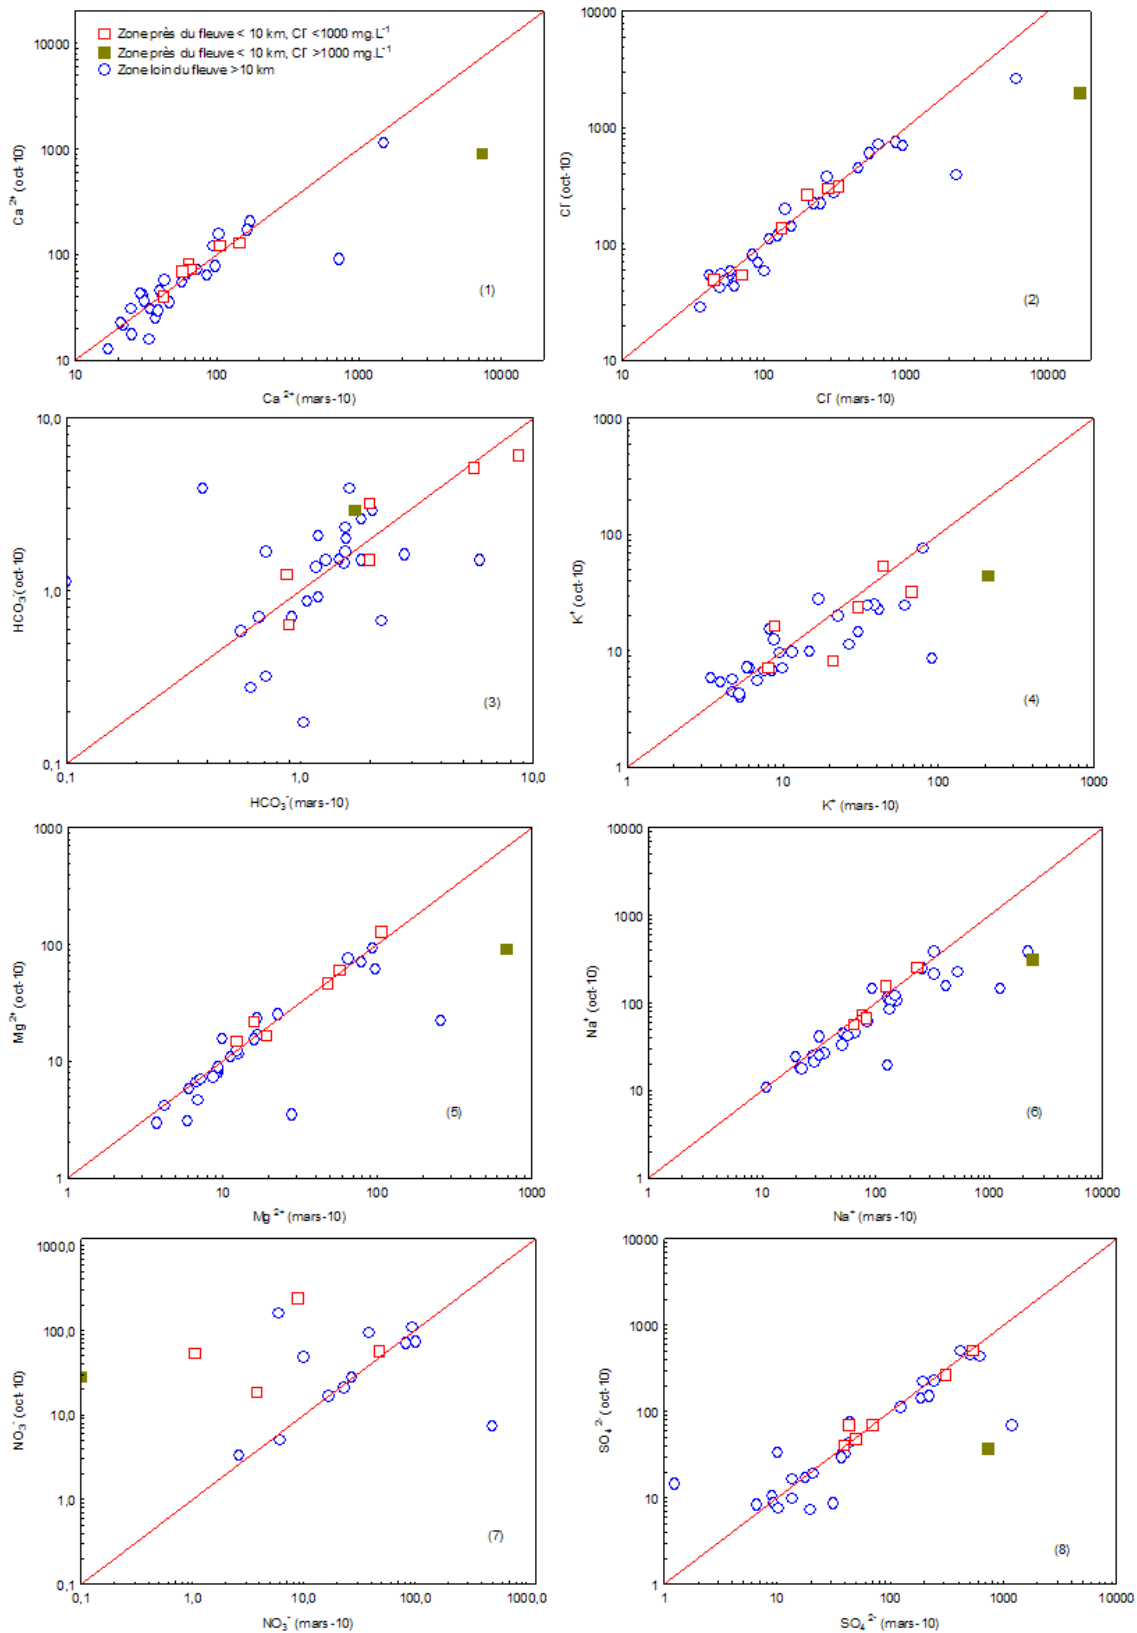 Zone près du fleuve < 10 km, Cl⁻ <1000 mg.L⁻¹
Zone près du fleuve < 10 km, Cl⁻ >1000 mg.L⁻¹
Zone loin du fleuve >10 km
10000
1000
100
10
Ca²⁺ (oct-10)
(1)
10 100 1000 10000
Ca²⁺ (mars-10)
10000
1000
100
10
Cl⁻ (oct-10)
(2)
10 100 1000 10000
Cl⁻ (mars-10)
10,0
1,0
0,1
HCO₃⁻ (oct-10)
(3)
0,1 1,0 10,0
HCO₃⁻ (mars-10)
1000
100
10
1
K⁺ (oct-10)
(4)
1 10 100 1000
K⁺ (mars-10)
1000
100
10
1
Mg²⁺ (oct-10)
(5)
1 10 100 1000
Mg²⁺ (mars-10)
10000
1000
100
10
1
Na⁺ (oct-10)
(6)
1 10 100 1000 10000
Na⁺ (mars-10)
1000,0
100,0
10,0
1,0
0,1
NO₃⁻ (oct-10)
(7)
0,1 1,0 10,0 100,0 1000,0
NO₃⁻ (mars-10)
10000
1000
100
10
1
SO₄²⁻ (oct-10)
(8)
1 10 100 1000 10000
SO₄²⁻ (mars-10)